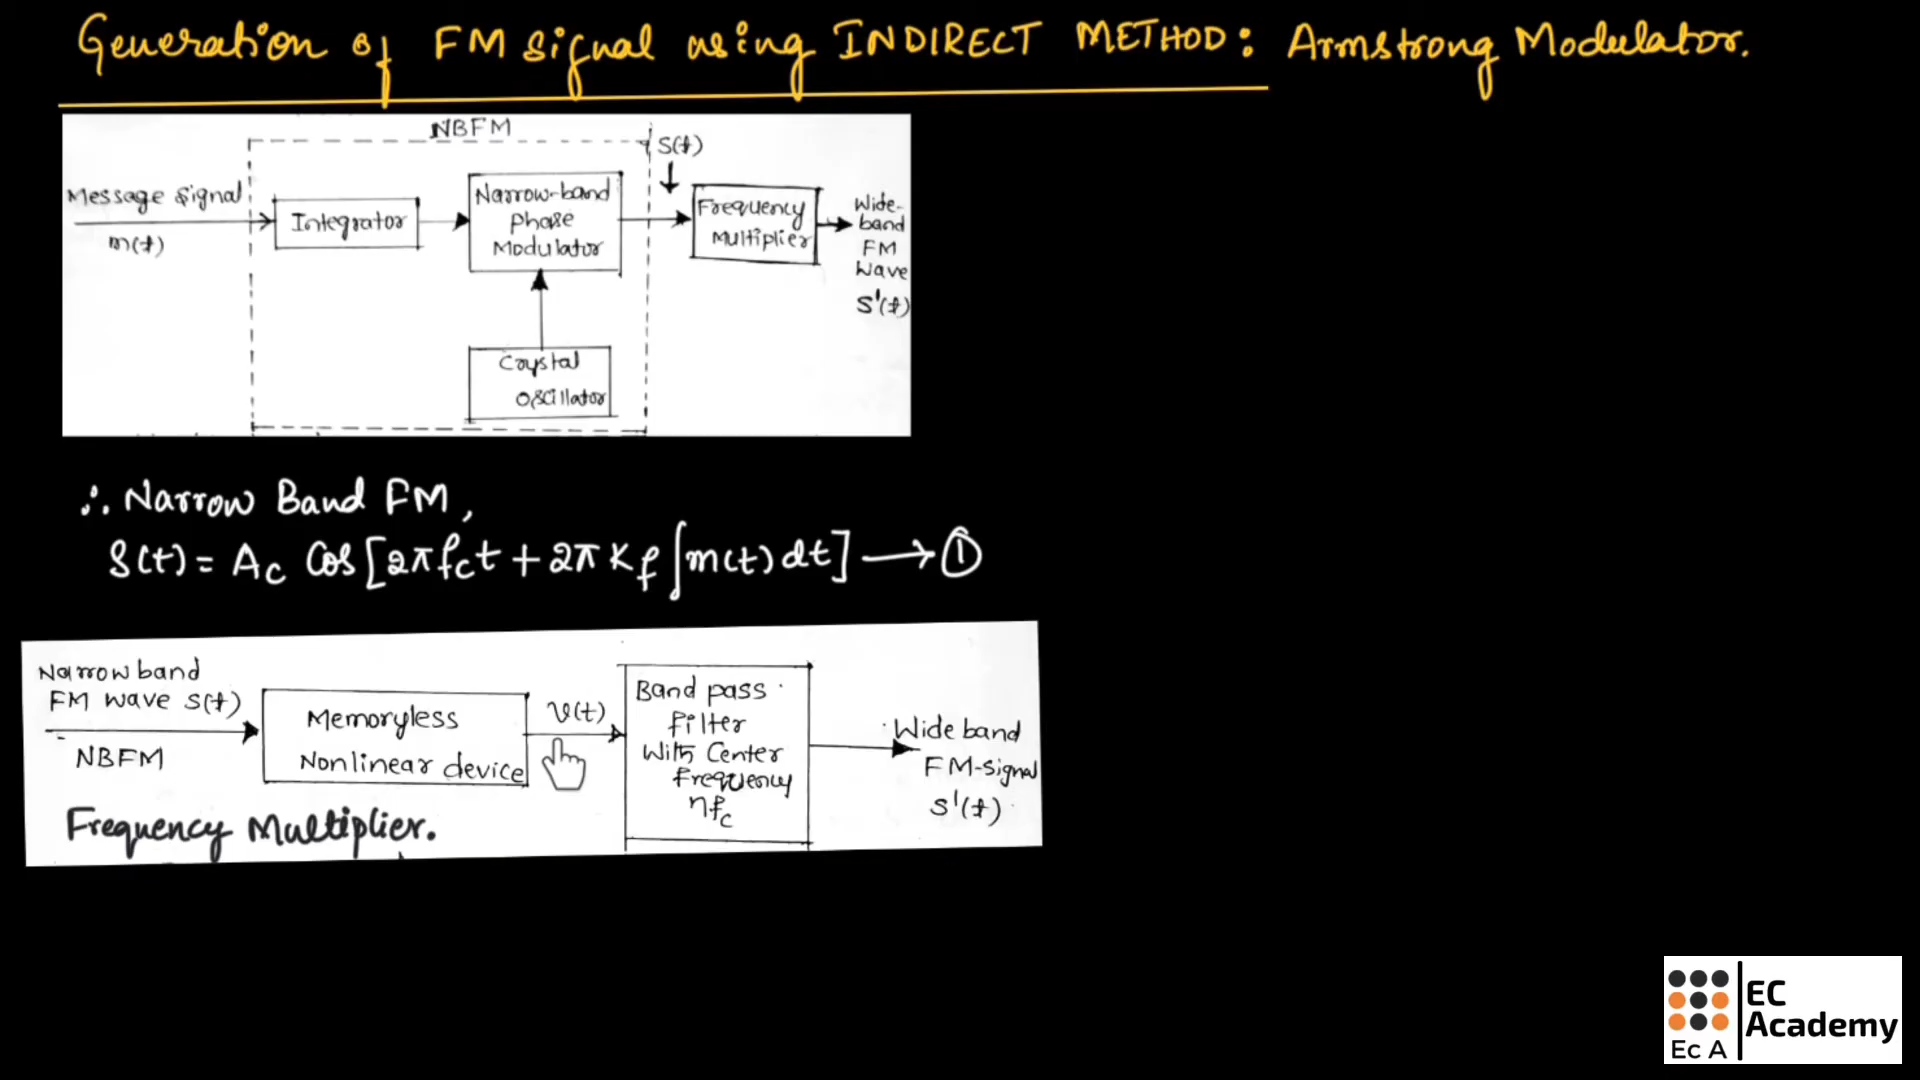 Generation of FM Signal using INDIRECT METHOD: Armstrong Modulator.
NBFM
S(t)
Message Signal
m(t)
Integrator
Narrow-band
Phase
Modulator
Frequency
Multiplier
Wide-
band
FM
Wave
S'(t)
Crystal
Oscillator
∴ Narrow Band FM,
S(t) = Ac Cos[2πfct + 2πKf∫m(t)dt] → ①
Narrow band
FM wave S(t)
NBFM
Memoryless
Nonlinear device
V(t)
Band pass
filter
With Center
frequency
nfc
Wide band
FM-signal
S'(t)
Frequency Multiplier.
EC
Academy
Ec A